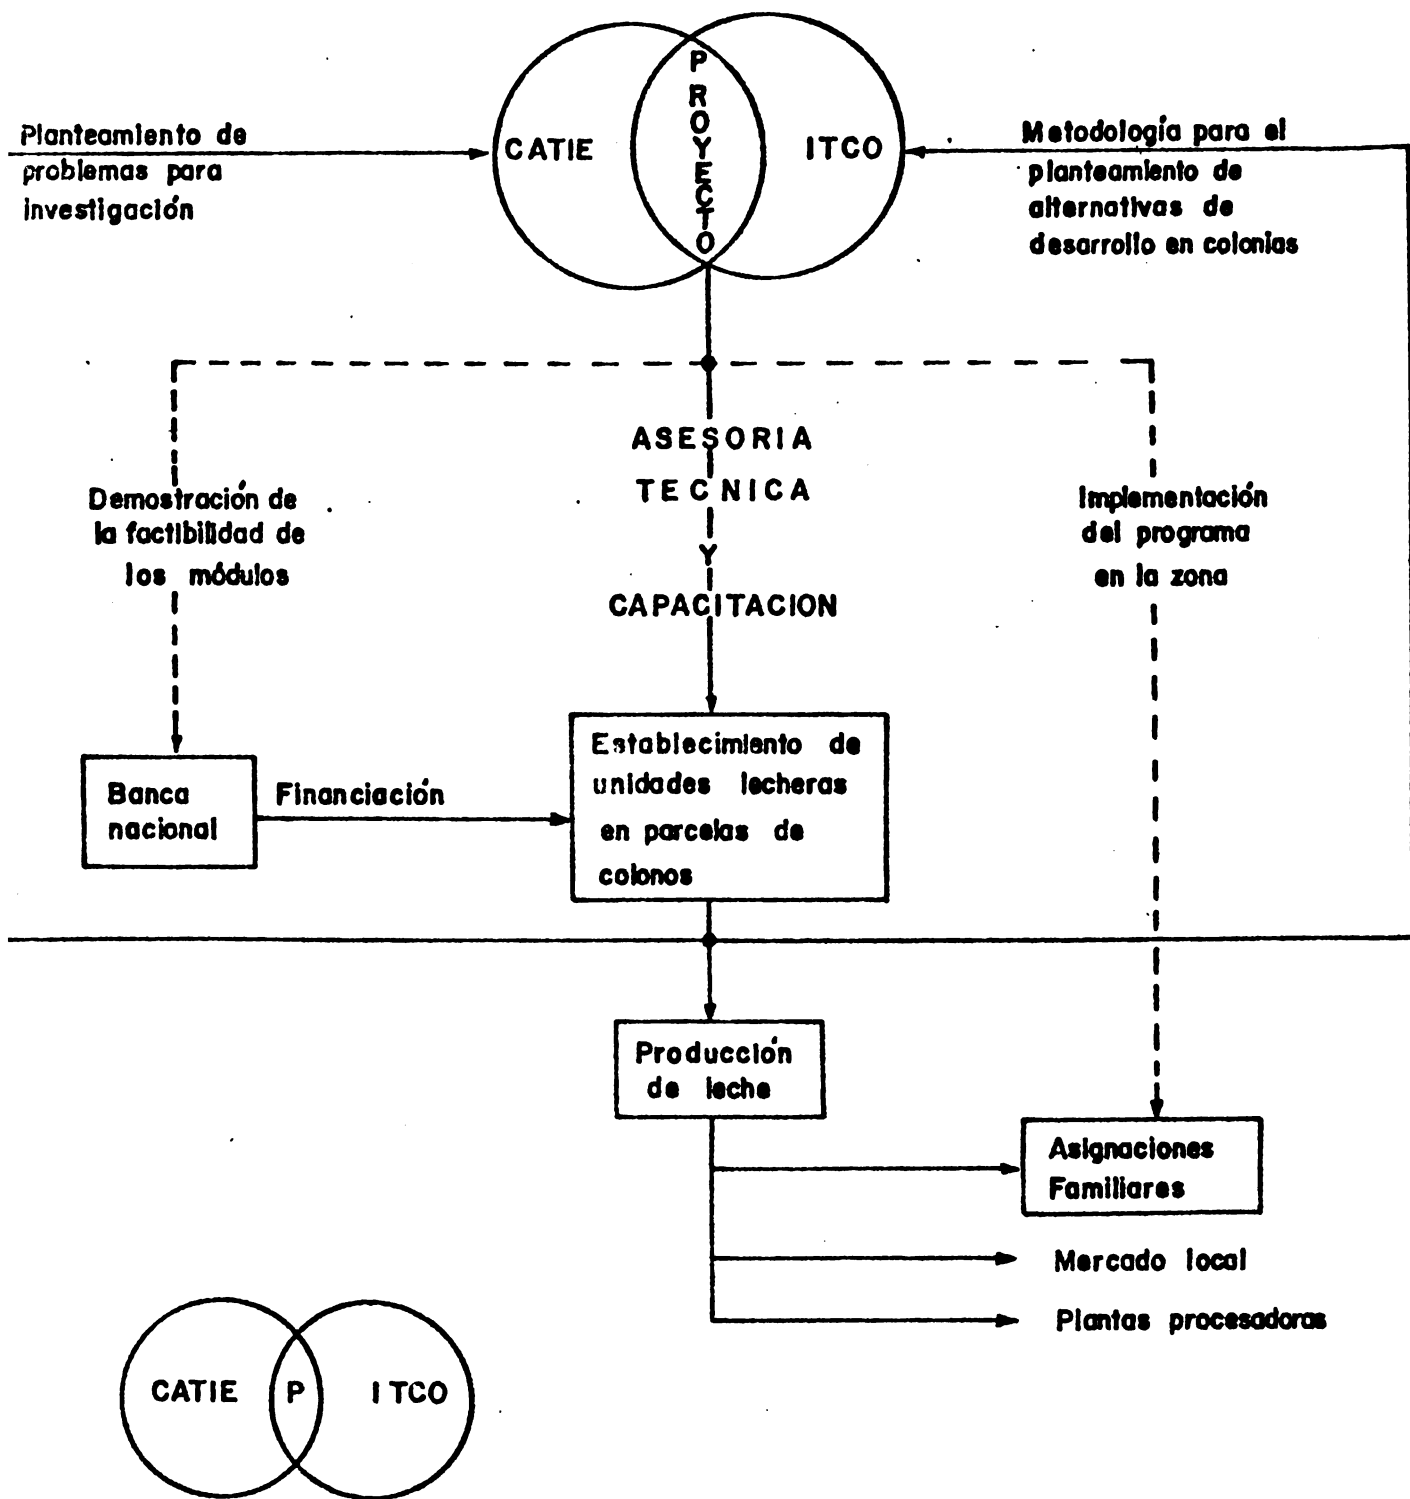 PROYECTO
CATIE
ITCO
Planteamiento de
problemas para
investigación
Metodología para el
planteamiento de
alternativas de
desarrollo en colonias
ASESORIA
TECNICA
Y
CAPACITACION
Demostración de
la factibilidad de
los módulos
Implementación
del programa
en la zona
Banca
nacional
Financiación
Establecimiento de
unidades lecheras
en parcelas de
colonos
Producción
de leche
Asignaciones
Familiares
Mercado local
Plantas procesadoras
CATIE
P
ITCO